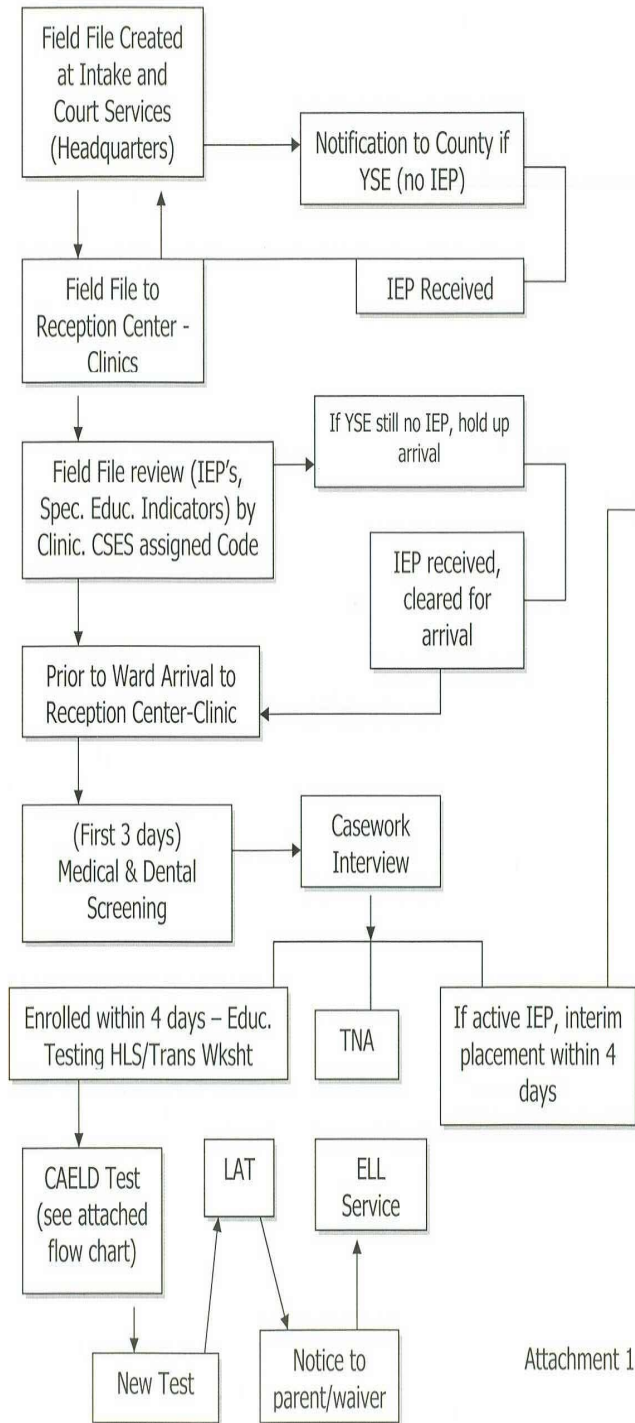 Field File Created
at Intake and
Court Services
(Headquarters)
Notification to County if
YSE (no IEP)
IEP Received
Field File to
Reception Center -
Clinics
If YSE still no IEP, hold up
arrival
Field File review (IEP's,
Spec. Educ. Indicators) by
Clinic. CSES assigned Code
IEP received,
cleared for
arrival
Prior to Ward Arrival to
Reception Center-Clinic
(First 3 days)
Medical & Dental
Screening
Casework
Interview
Enrolled within 4 days – Educ.
Testing HLS/Trans Wksht
TNA
If active IEP, interim
placement within 4
days
CAELD Test
(see attached
flow chart)
LAT
ELL
Service
New Test
Notice to
parent/waiver
Attachment 1